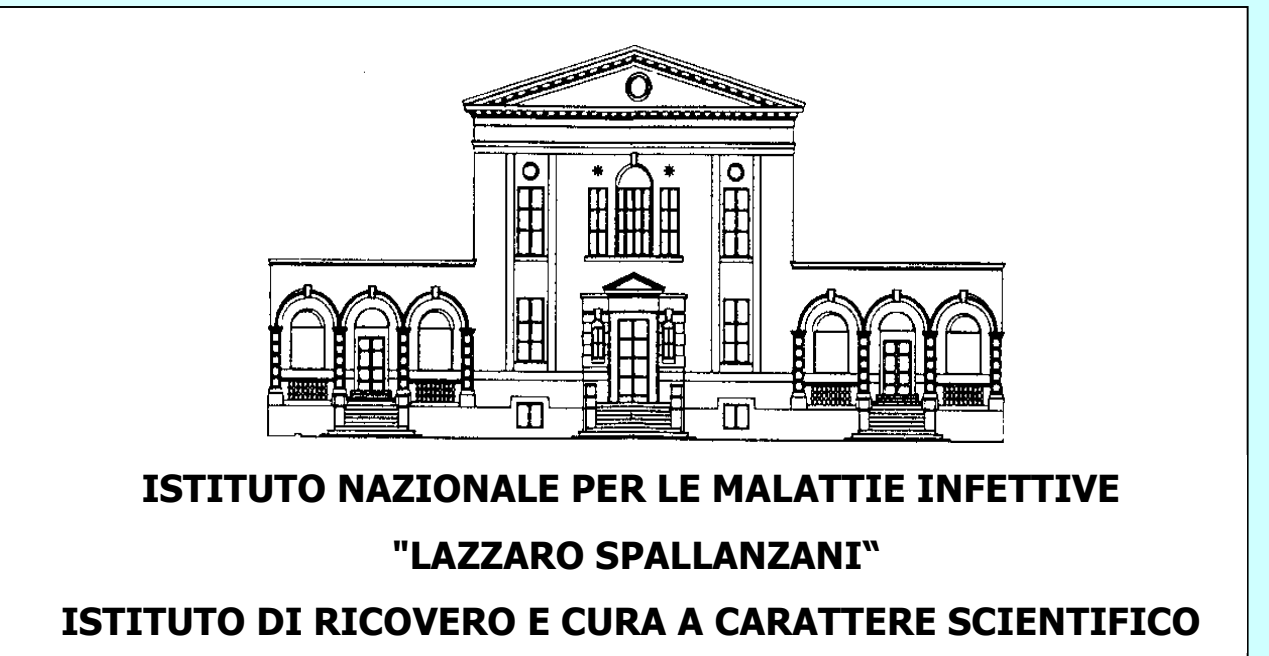 ISTITUTO NAZIONALE PER LE MALATTIE INFETTIVE
"LAZZARO SPALLANZANI“
ISTITUTO DI RICOVERO E CURA A CARATTERE SCIENTIFICO